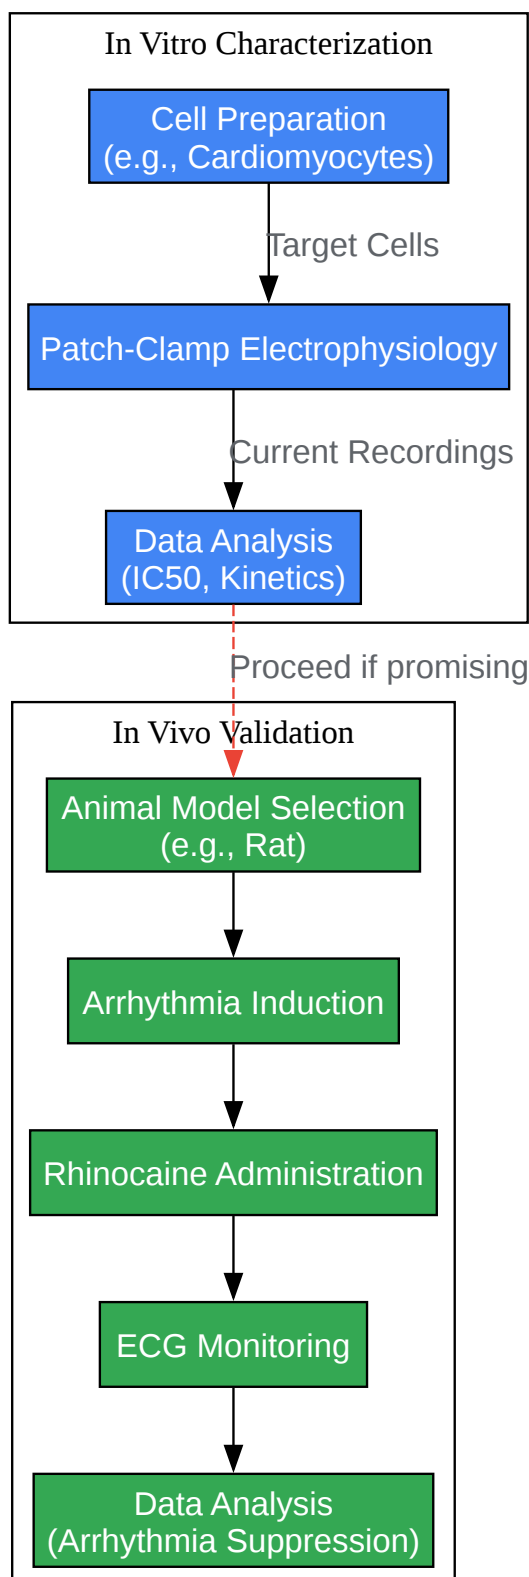 In Vitro Characterization
Cell Preparation
(e.g., Cardiomyocytes)
Target Cells
Patch-Clamp Electrophysiology
Current Recordings
Data Analysis
(IC50, Kinetics)
Proceed if promising
In Vivo Validation
Animal Model Selection
(e.g., Rat)
Arrhythmia Induction
Rhinocaine Administration
ECG Monitoring
Data Analysis
(Arrhythmia Suppression)